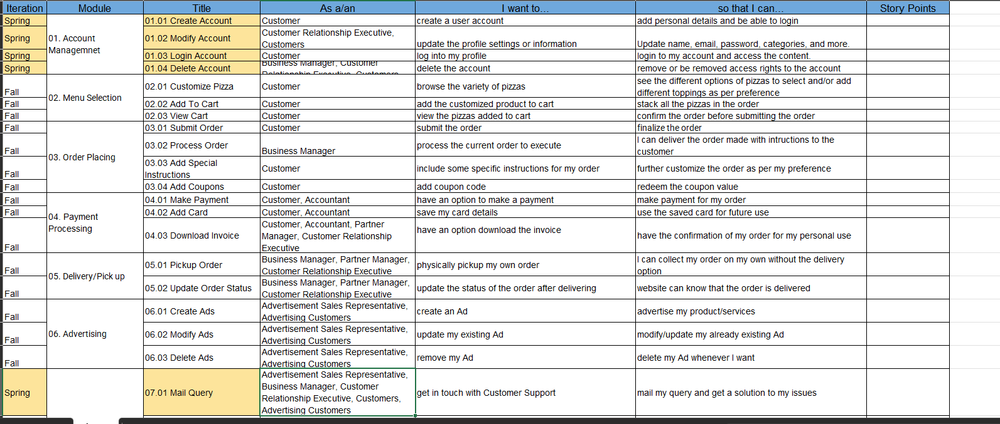 Iteration Module Title As a/an I want to... so that I can... Story Points
Spring 01. Account Managemnet 01.01 Create Account Customer create a user account add personal details and be able to login
Spring 01.02 Modify Account Customer Relationship Executive, Customers update the profile settings or information Update name, email, password, categories, and more.
Spring 01.03 Login Account Customer log into my profile login to my account and access the content.
Spring 01.04 Delete Account Business Manager, Customer Relationship Executive, Customers delete the account remove or be removed access rights to the account
Fall 02. Menu Selection 02.01 Customize Pizza Customer browse the variety of pizzas see the different options of pizzas to select and/or add different toppings as per preference
Fall 02.02 Add To Cart Customer add the customized product to cart stack all the pizzas in the order
Fall 02.03 View Cart Customer view the pizzas added to cart confirm the order before submitting the order
Fall 03. Order Placing 03.01 Submit Order Customer submit the order finalize the order
Fall 03.02 Process Order Business Manager process the current order to execute I can deliver the order made with intructions to the customer
Fall 03.03 Add Special Instructions Customer include some specific instructions for my order further customize the order as per my preference
Fall 03.04 Add Coupons Customer add coupon code redeem the coupon value
Fall 04. Payment Processing 04.01 Make Payment Customer, Accountant have an option to make a payment make payment for my order
Fall 04.02 Add Card Customer, Accountant save my card details use the saved card for future use
Fall 04.03 Download Invoice Customer, Accountant, Partner Manager, Customer Relationship Executive have an option download the invoice have the confirmation of my order for my personal use
Fall 05. Delivery/Pick up 05.01 Pickup Order Business Manager, Partner Manager, Customer Relationship Executive physically pickup my own order I can collect my order on my own without the delivery option
Fall 05.02 Update Order Status Business Manager, Partner Manager, Customer Relationship Executive update the status of the order after delivering website can know that the order is delivered
Fall 06. Advertising 06.01 Create Ads Advertisement Sales Representative, Advertising Customers create an Ad advertise my product/services
Fall 06.02 Modify Ads Advertisement Sales Representative, Advertising Customers update my existing Ad modify/update my already existing Ad
Fall 06.03 Delete Ads Advertisement Sales Representative, Advertising Customers remove my Ad delete my Ad whenever I want
Spring 07.01 Mail Query Advertisement Sales Representative, Business Manager, Customer Relationship Executive, Customers, Advertising Customers get in touch with Customer Support mail my query and get a solution to my issues